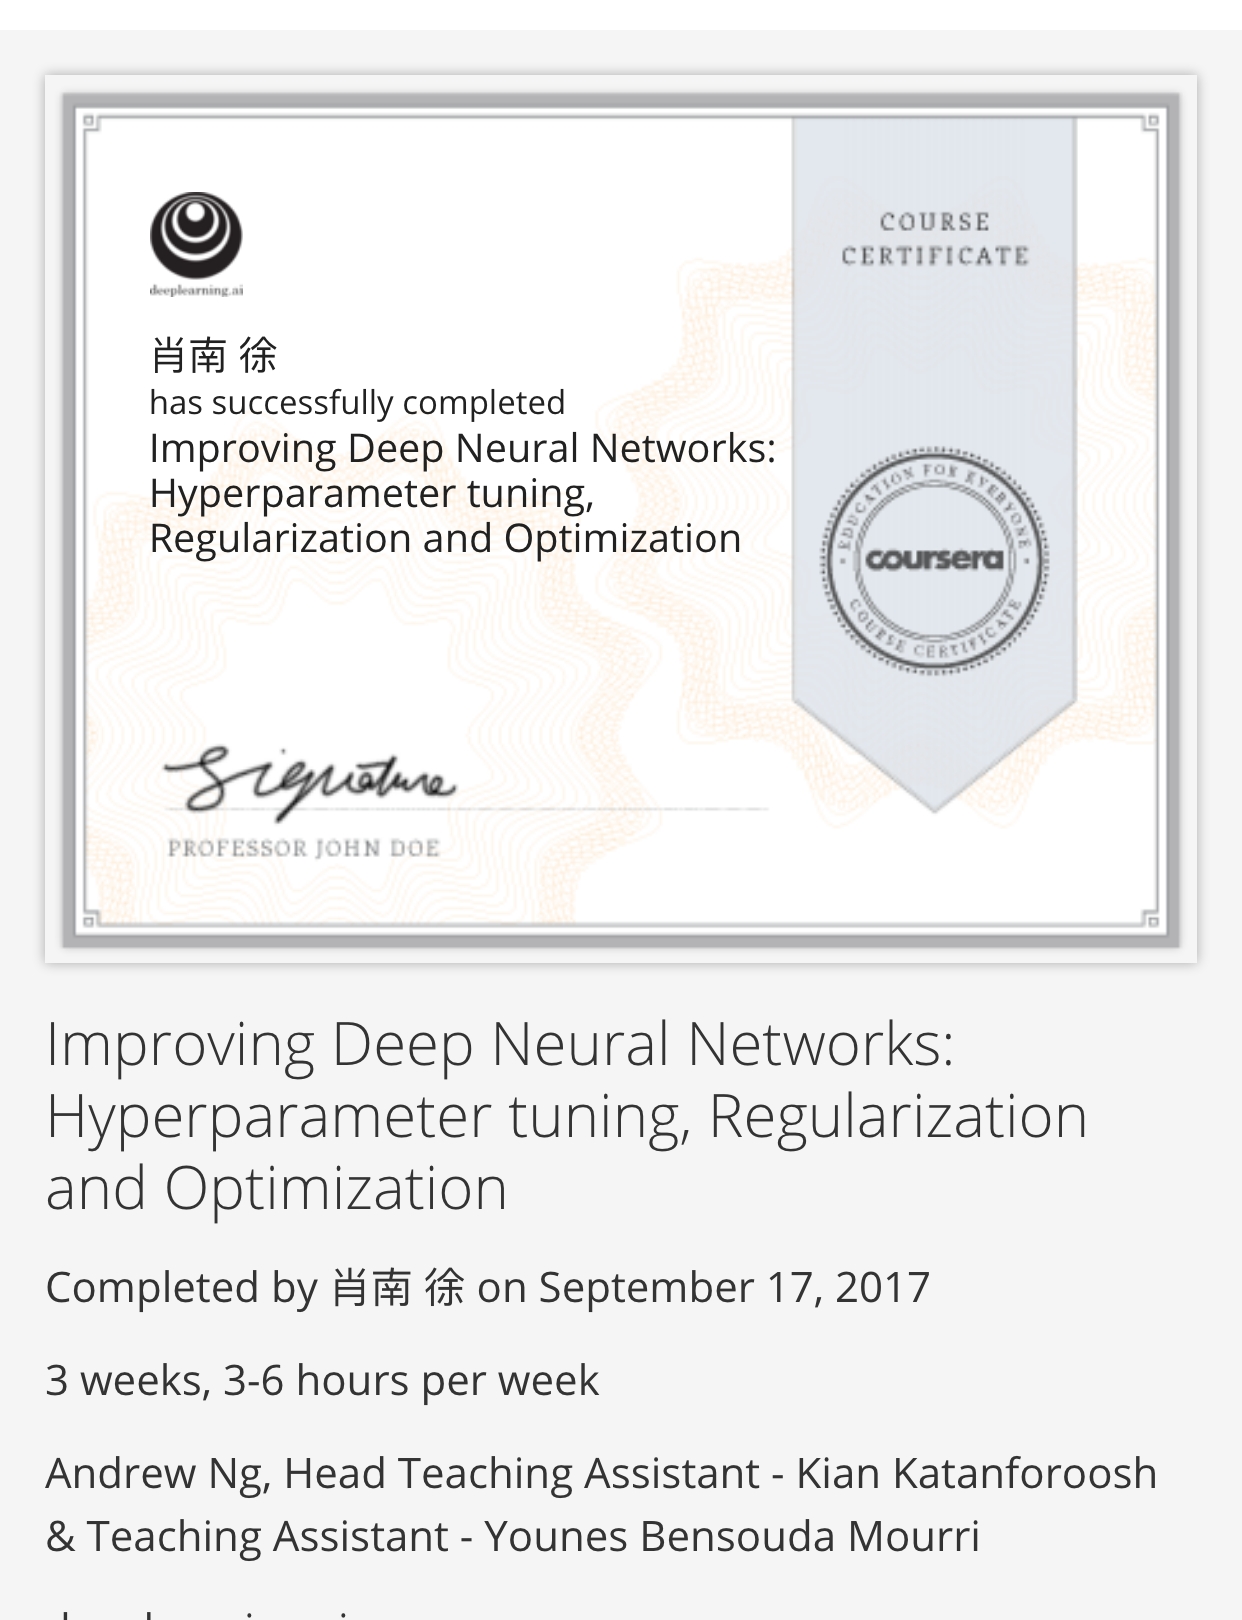 deeplearning.ai
肖南 徐
has successfully completed
Improving Deep Neural Networks:
Hyperparameter tuning,
Regularization and Optimization
Signature
PROFESSOR JOHN DOE
COURSE
CERTIFICATE
EDUCATION FOR EVERYONE
coursera
COURSE CERTIFICATE
Improving Deep Neural Networks:
Hyperparameter tuning, Regularization
and Optimization
Completed by 肖南 徐 on September 17, 2017
3 weeks, 3-6 hours per week
Andrew Ng, Head Teaching Assistant - Kian Katanforoosh
& Teaching Assistant - Younes Bensouda Mourri